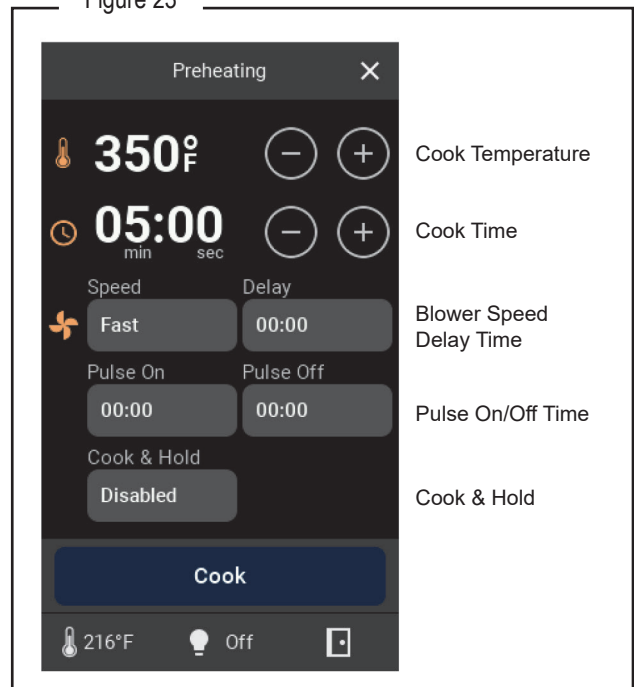 Figure 25
Preheating
350°F
Cook Temperature
05:00
min sec
Cook Time
Speed Delay
Fast 00:00
Blower Speed
Delay Time
Pulse On Pulse Off
00:00 00:00
Pulse On/Off Time
Cook & Hold
Disabled
Cook & Hold
Cook
216°F Off